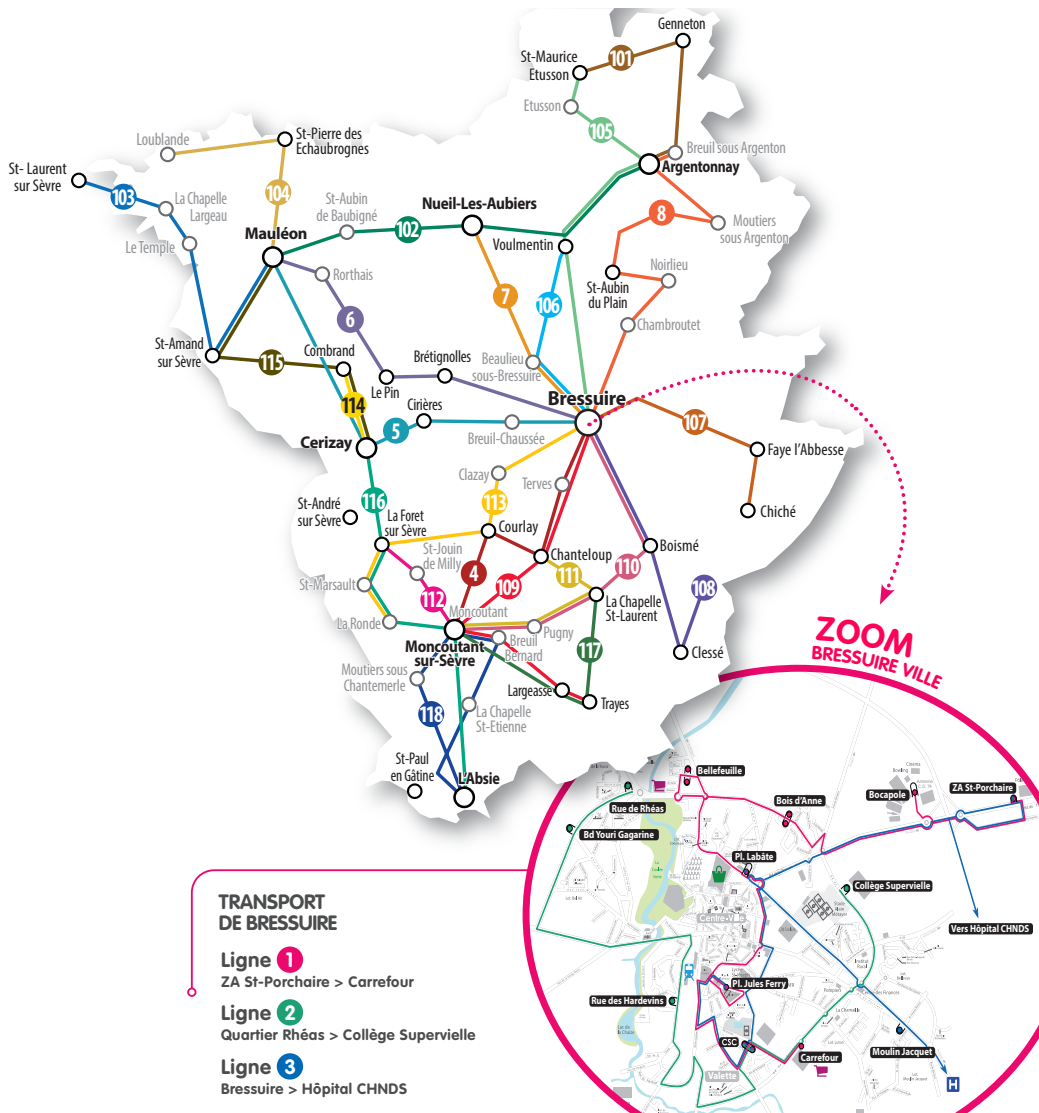 Genneton
St-Maurice
Etusson
101
Etusson
105
Loublande
St-Pierre des
Echaubrognes
Breuil sous Argenton
Argentonnay
St- Laurent
sur Sèvre
103
104
La Chapelle
Largeau
St-Aubin
de Baubigné
Nueil-Les-Aubiers
8
Moutiers
sous Argenton
Le Temple
Mauléon
102
Voulmentin
Rorthais
Noirlieu
St-Aubin
du Plain
7
106
6
Chambroutet
St-Amand
sur Sèvre
115
Combrand
Beaulieu
sous-Bressuire
Brétignolles
Le Pin
114
Bressuire
Cirières
5
107
Cerizay
Breuil-Chaussée
Faye l'Abbesse
Clazay
Terves
116
113
St-André
sur Sèvre
Chiché
La Foret
sur Sèvre
Courlay
Boismé
St-Jouin
de Milly
Chanteloup
4
110
111
109
St-Marsault
112
108
La Chapelle
St-Laurent
Moncoutant
La Ronde
Pugny
Moncoutant
sur-Sèvre
Breuil
Bernard
117
Clessé
Moutiers sous
Chantemerle
Largeasse
Trayes
118
La Chapelle
St-Etienne
St-Paul
en Gâtine
L'Absie
ZOOM
BRESSUIRE VILLE
Bellefeuille
Cinéma
Bowling
Rue de Rhéas
Bois d'Anne
Bocapole
ZA St-Porchaire
Bd Youri Gagarine
Pl. Labâte
Collège Supervielle
Centre-Ville
Vers Hôpital CHNDS
Pl. Jules Ferry
Rue des Hardevins
CSC
Carrefour
Moulin Jacquet
Valette
H
TRANSPORT
DE BRESSUIRE
Ligne 1
ZA St-Porchaire > Carrefour
Ligne 2
Quartier Rhéas > Collège Supervielle
Ligne 3
Bressuire > Hôpital CHNDS